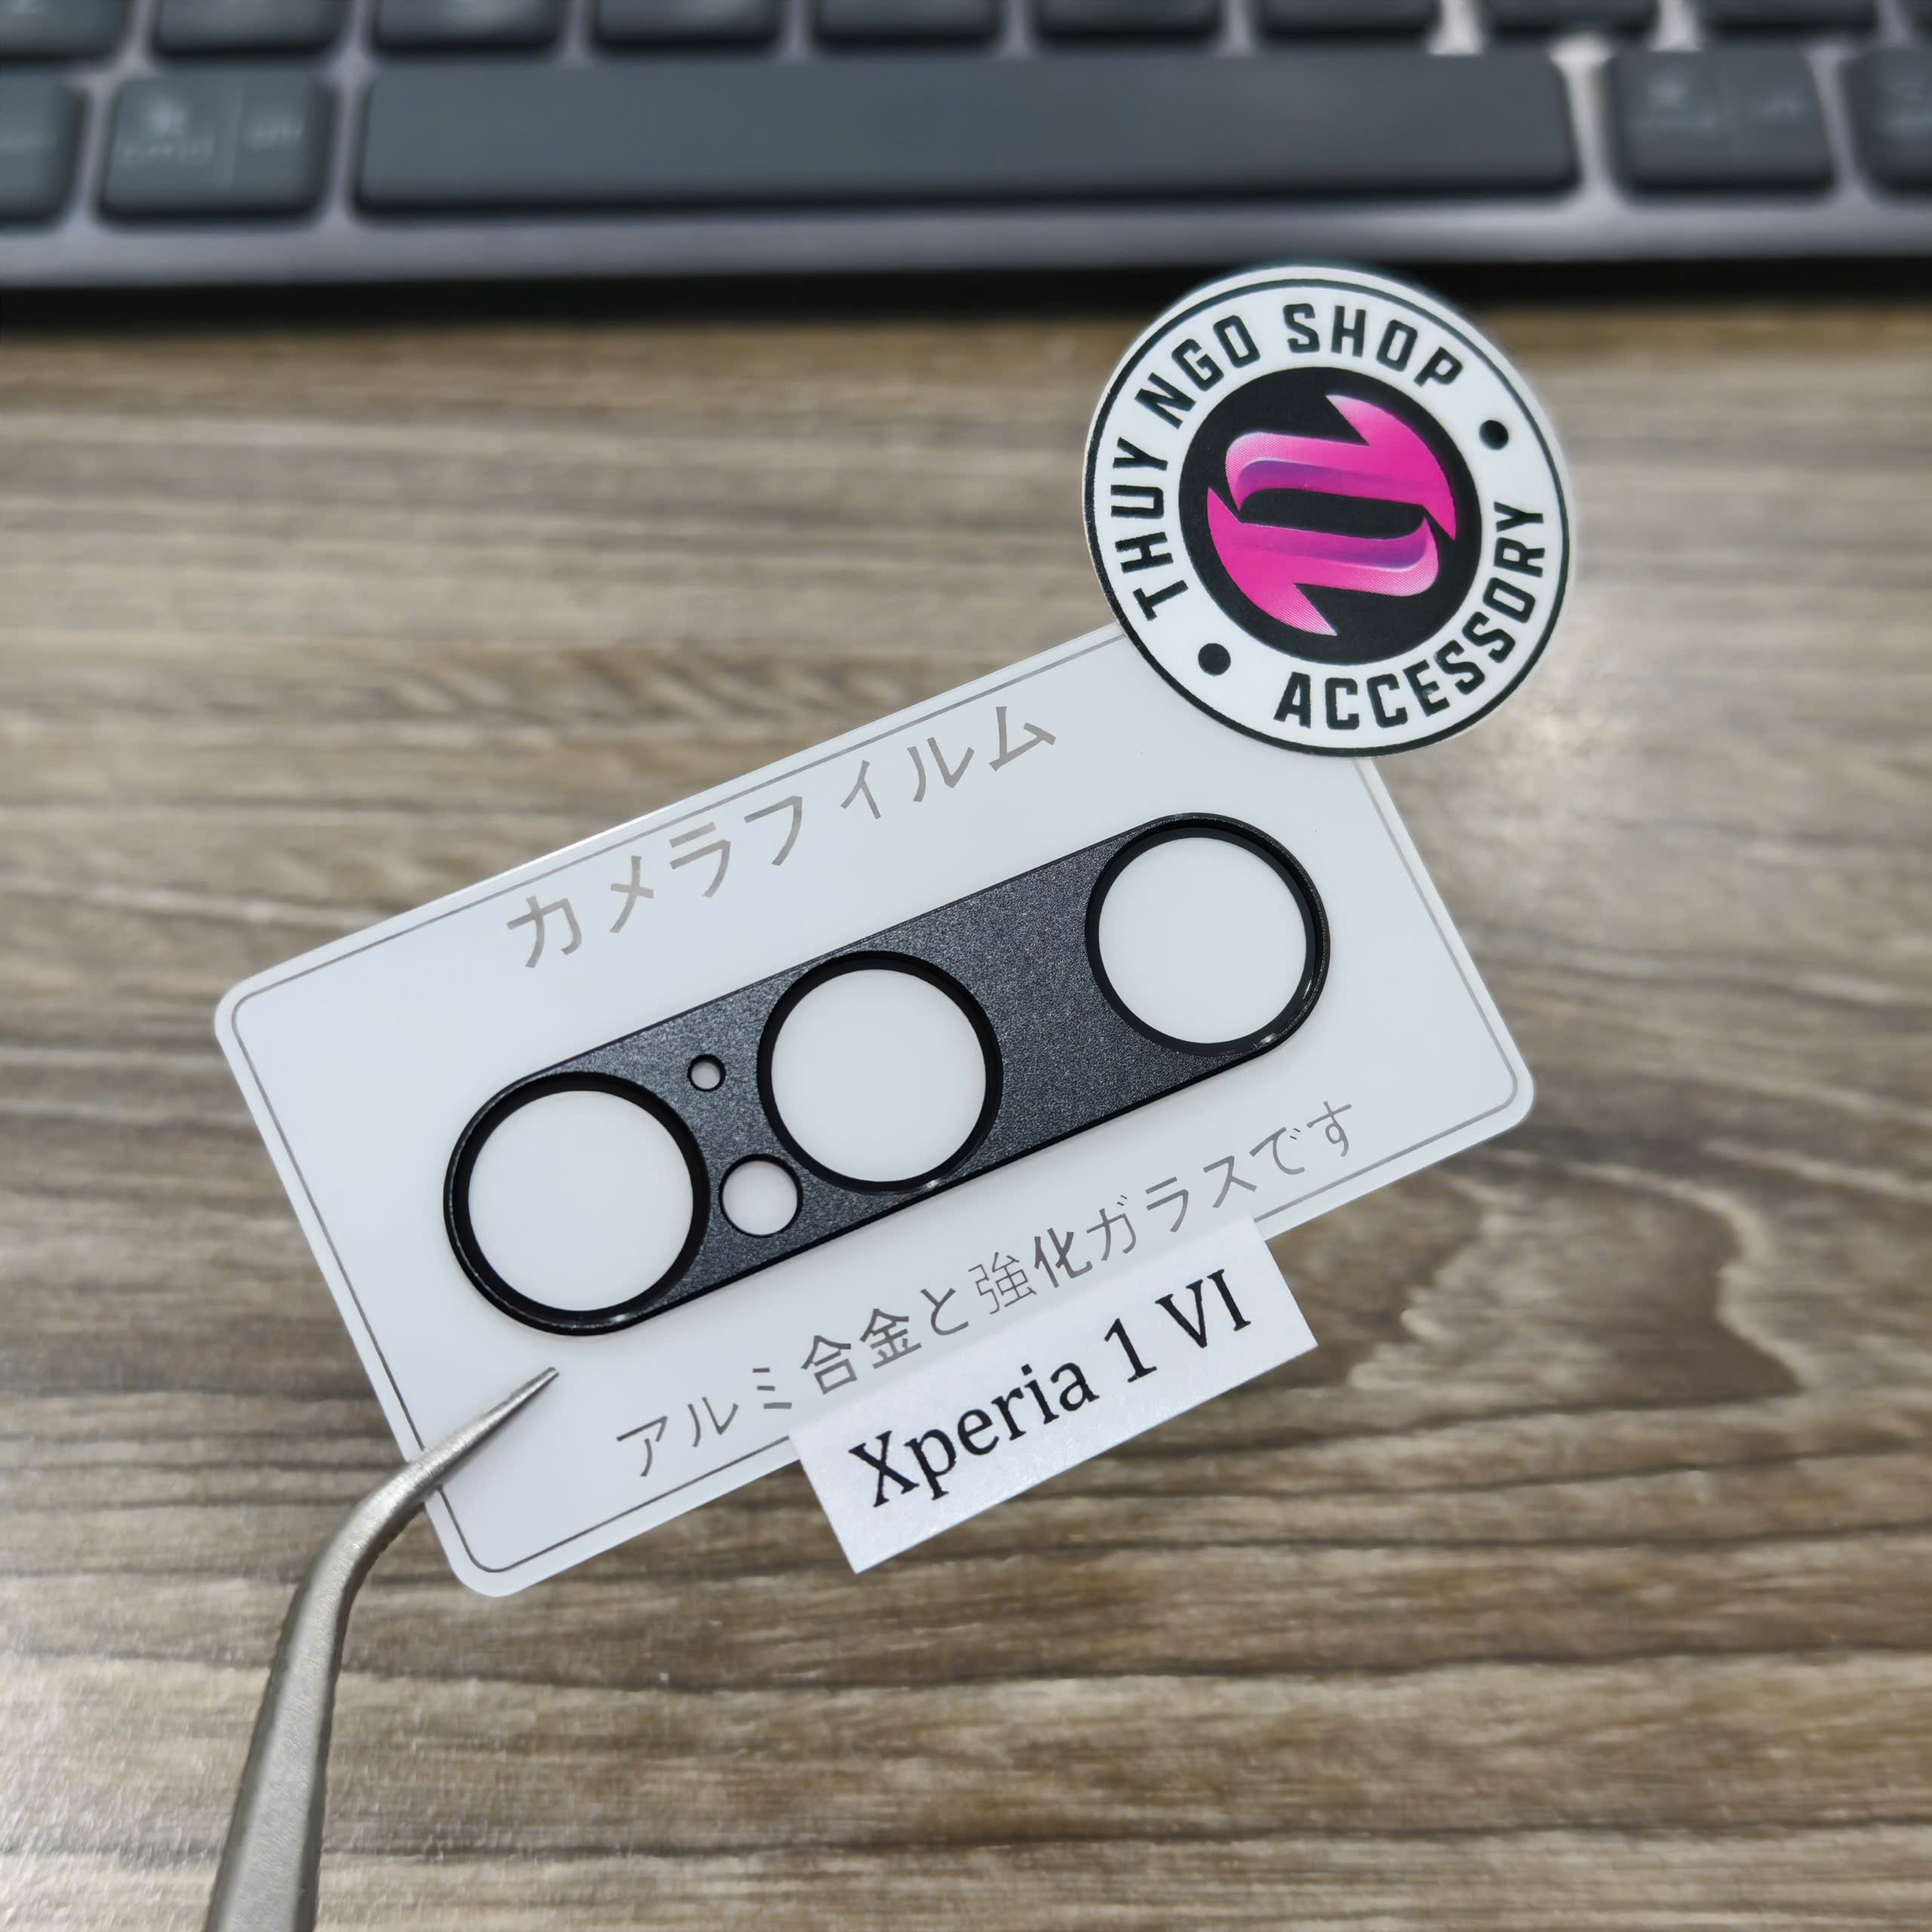 THUY NGO SHOP
ACCESSORY
カメラフィルム
アルミ合金と強化ガラスです
Xperia 1 VI